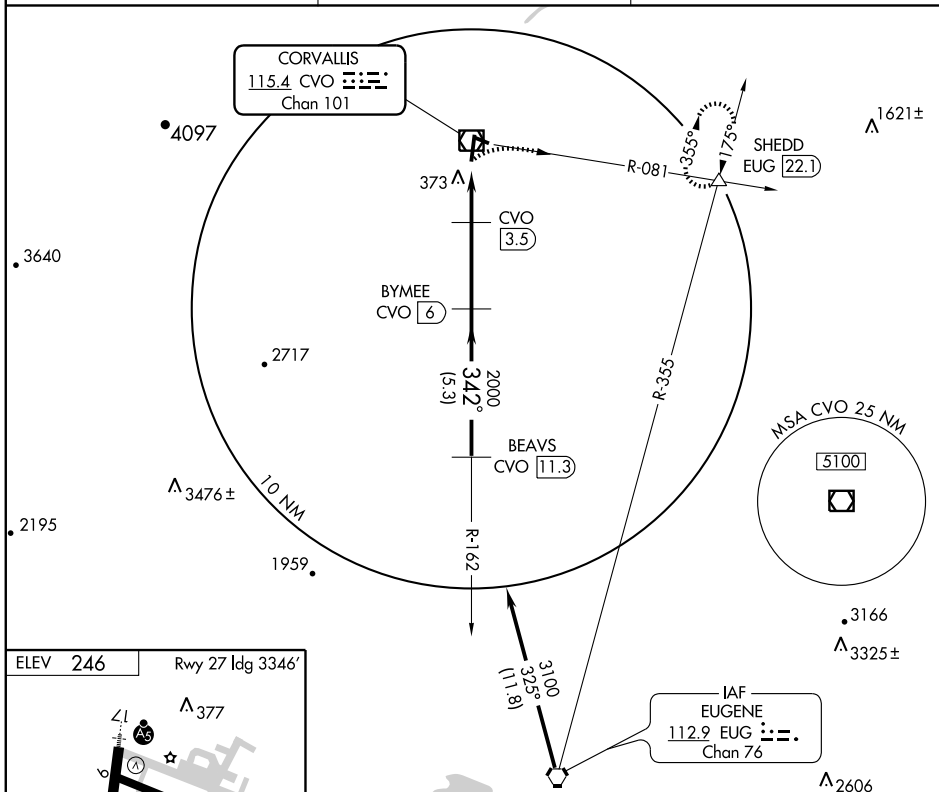 CORVALLIS
115.4 CVO
Chan 101
4097
1621±
355°
175°
SHEDD
EUG 22.1
R-081
373
CVO
3.5
3640
BYMEE
CVO 6
2717
2000
342°
(5.3)
R-355
MSA CVO 25 NM
5100
BEAVS
CVO 11.3
3476±
10 NM
2195
R-162
1959
3166
3325±
ELEV 246
Rwy 27 ldg 3346'
3100
325°
(11.8)
377
17
A5
V
9
IAF
EUGENE
112.9 EUG
Chan 76
2606